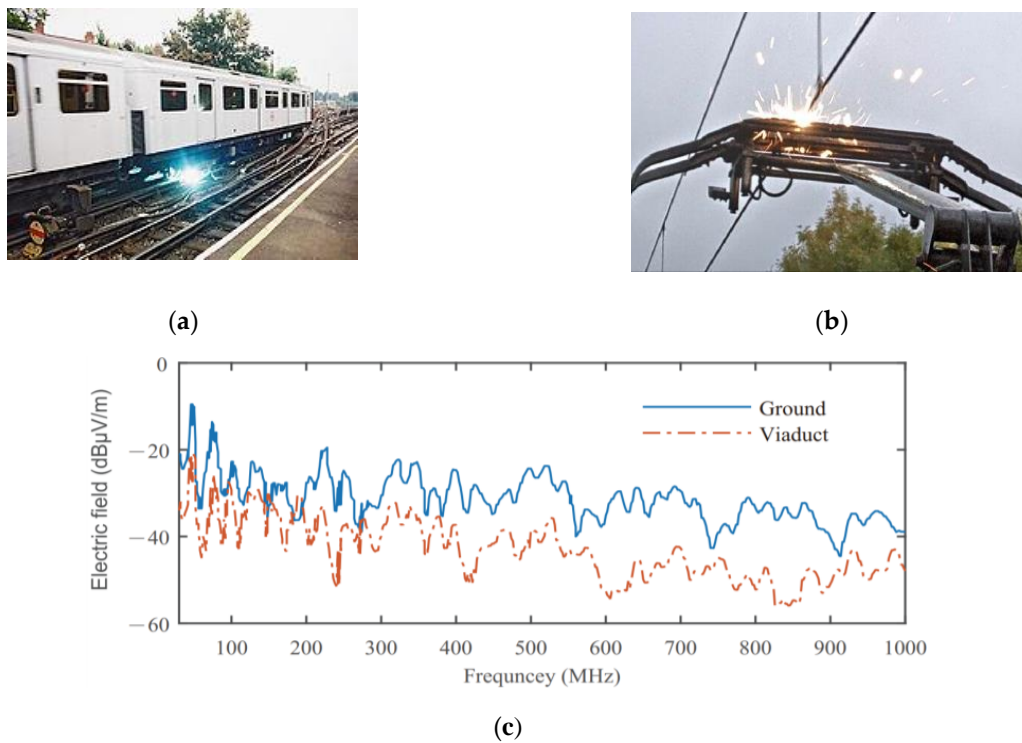 (a)
(b)
0
−20
−40
−60
Electric field (dBμV/m)
Ground
Viaduct
100 200 300 400 500 600 700 800 900 1000
Frequncey (MHz)
(c)